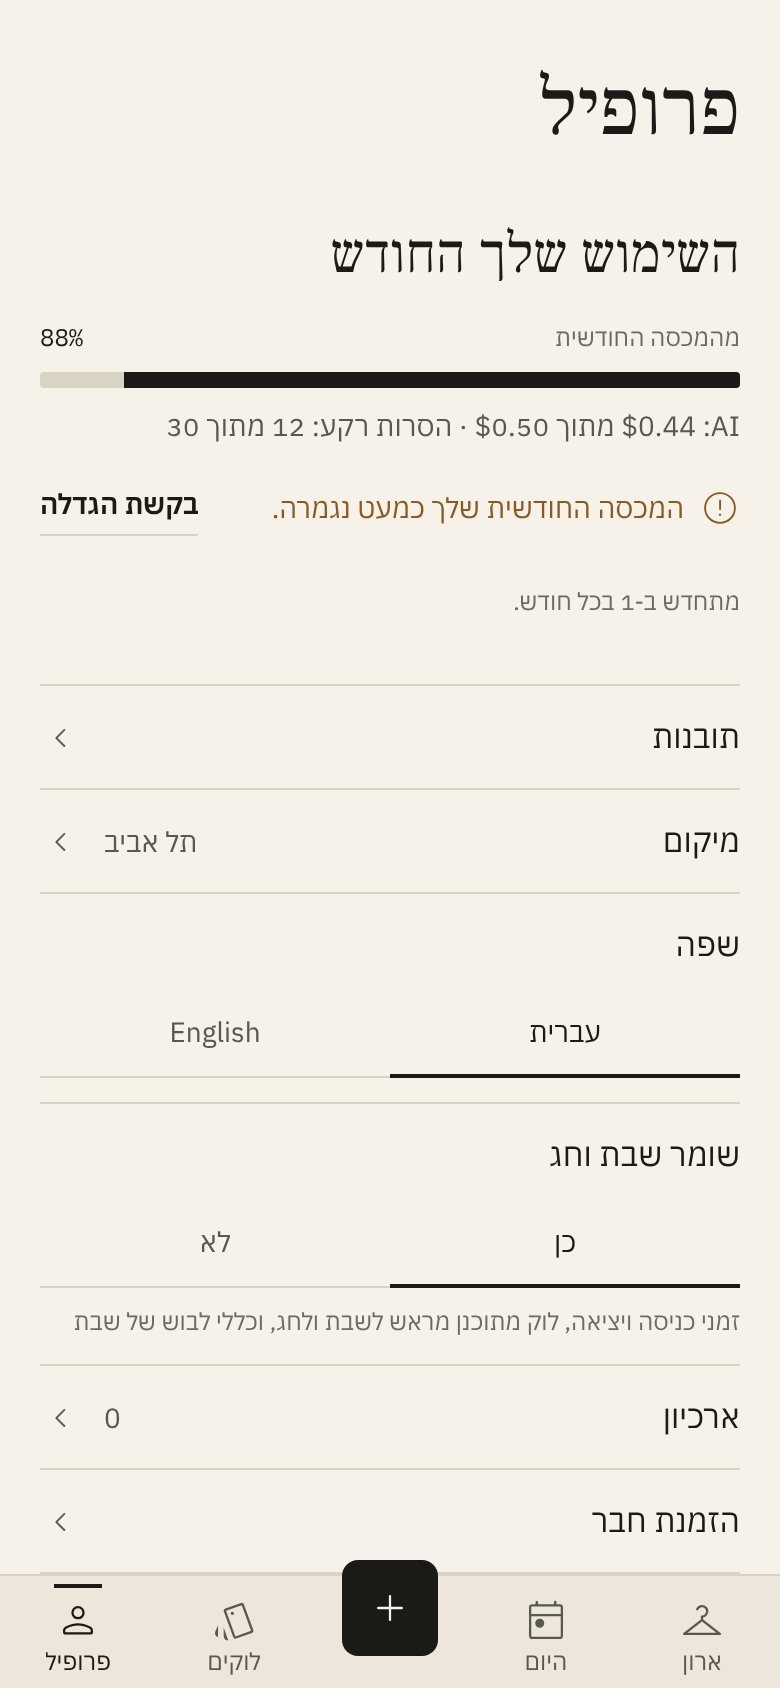 פרופיל
השימוש שלך החודש
מהמכסה החודשית 88%
AI: $0.44 מתוך $0.50 · הסרות רקע: 12 מתוך 30
המכסה החודשית שלך כמעט נגמרה. בקשת הגדלה
מתחדש ב-1 בכל חודש.
תובנות
מיקום תל אביב
שפה
עברית English
שומר שבת וחג
כן לא
זמני כניסה ויציאה, לוק מתוכנן מראש לשבת ולחג, וכללי לבוש של שבת
ארכיון 0
הזמנת חבר
ארון היום לוקים פרופיל